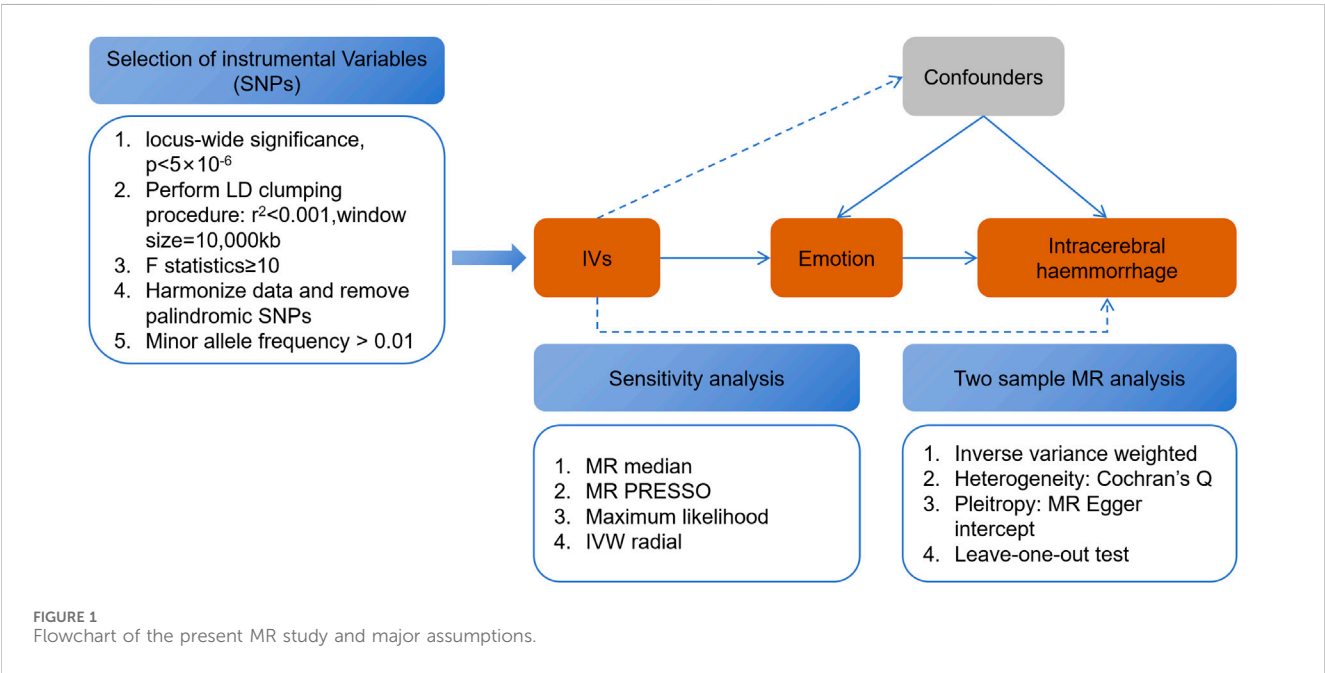 Selection of instrumental Variables
(SNPs)
1. locus-wide significance,
p<5×10⁻⁶
2. Perform LD clumping
procedure: r²<0.001,window
size=10,000kb
3. F statistics≥10
4. Harmonize data and remove
palindromic SNPs
5. Minor allele frequency > 0.01
Confounders
IVs
Emotion
Intracerebral
haemmorrhage
Sensitivity analysis
1. MR median
2. MR PRESSO
3. Maximum likelihood
4. IVW radial
Two sample MR analysis
1. Inverse variance weighted
2. Heterogeneity: Cochran’s Q
3. Pleitropy: MR Egger
intercept
4. Leave-one-out test
FIGURE 1
Flowchart of the present MR study and major assumptions.